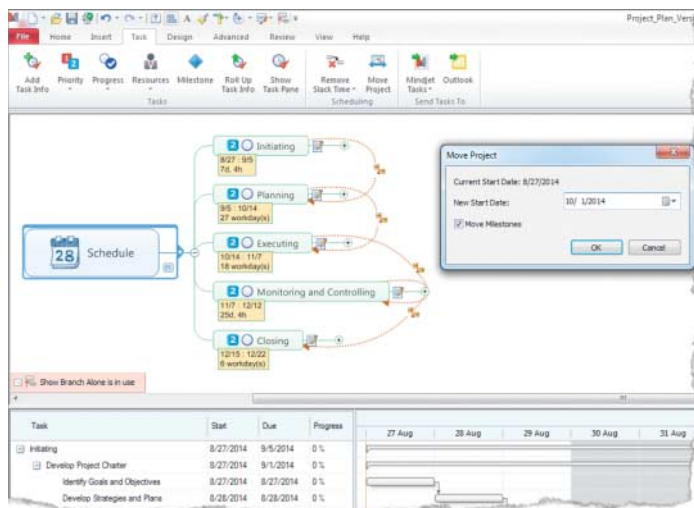 Project_Plan_Versi
File Home Insert Task Design Advanced Review View Help
Add Task Info
Priority
Progress
Resources
Milestone
Roll Up Task Info
Show Task Pane
Remove Slack Time
Move Project
Mindjet Tasks
Outlook
Tasks
Scheduling
Send Tasks To
28 Schedule
2 Initiating
8/27 : 9/5
7d, 4h
2 Planning
9/5 : 10/14
27 workday(s)
2 Executing
10/14 : 11/7
18 workday(s)
2 Monitoring and Controlling
11/7 : 12/12
25d, 4h
2 Closing
12/15 : 12/22
6 workday(s)
Move Project
Current Start Date: 8/27/2014
New Start Date: 10/ 1/2014
Move Milestones
OK Cancel
Show Branch Alone is in use
Task Start Due Progress 27 Aug 28 Aug 29 Aug 30 Aug 31 Aug
Initiating 8/27/2014 9/5/2014 0 %
Develop Project Charter 8/27/2014 9/1/2014 0 %
Identify Goals and Objectives 8/27/2014 8/27/2014 0 %
Develop Strategies and Plans 8/28/2014 8/28/2014 0 %